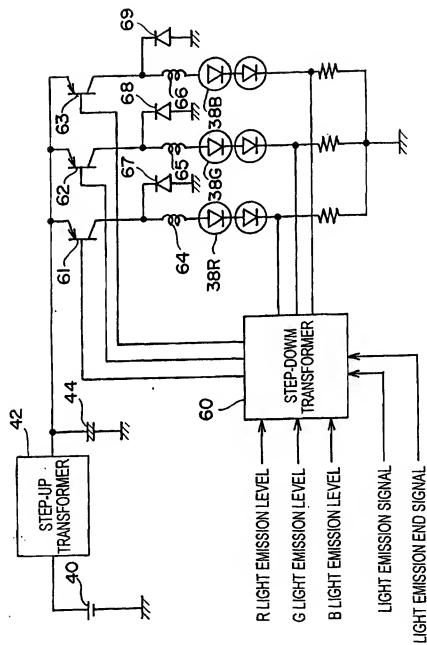 42
STEP-UP
TRANSFORMER
40
44
61
62
63
67
68
69
64
65
66
38R
38G
38B
60
STEP-DOWM
TRANSFORMER
R LIGHT EMISSION LEVEL
G LIGHT EMISSION LEVEL
B LIGHT EMISSION LEVEL
LIGHT EMISSION SIGNAL
LIGHT EMISSION END SIGNAL